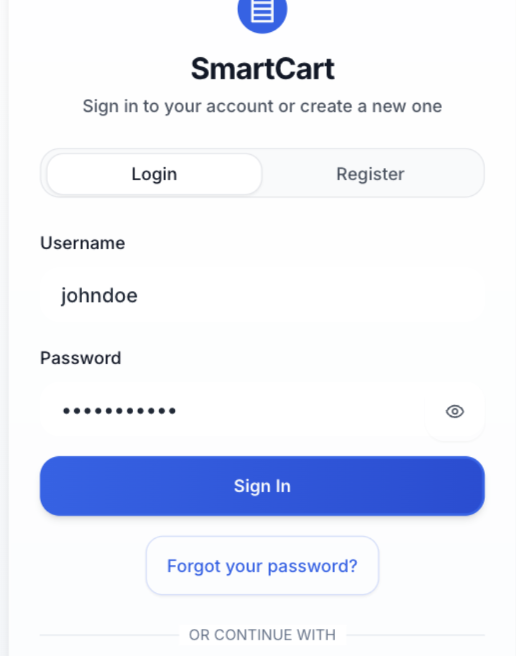 SmartCart
Sign in to your account or create a new one
Login
Register
Username
johndoe
Password
•••••••••••
Sign In
Forgot your password?
OR CONTINUE WITH